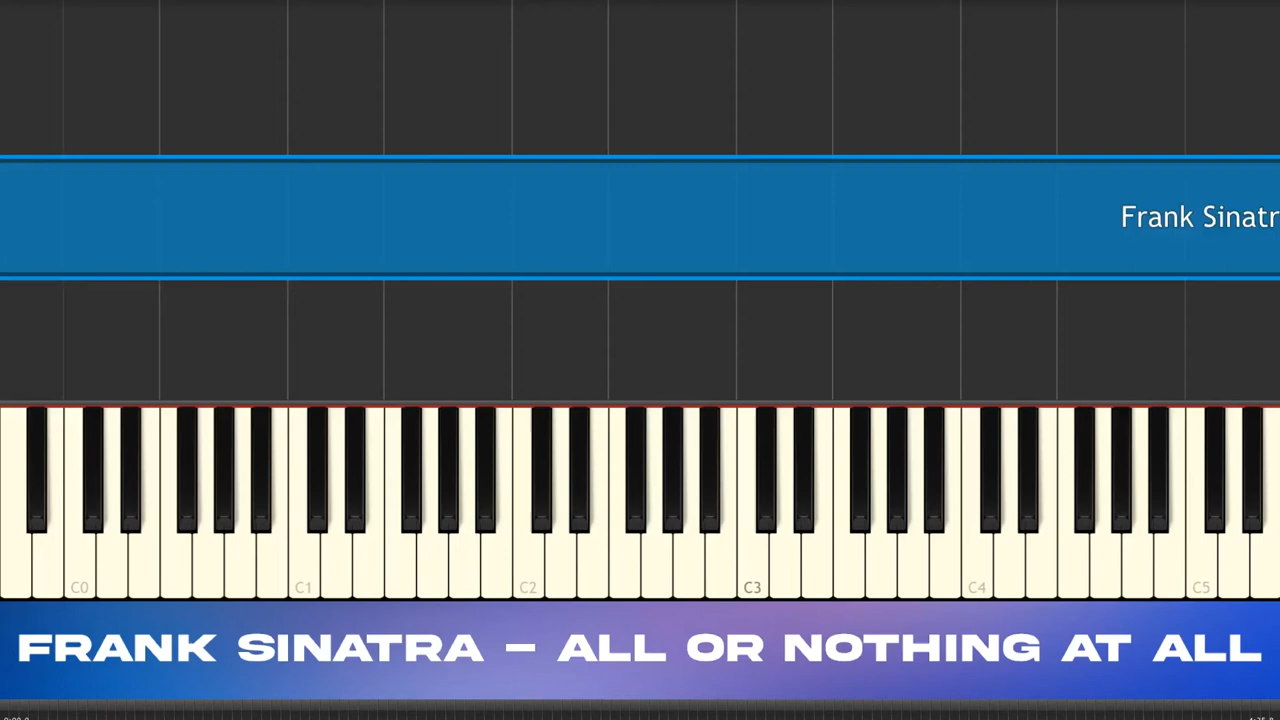 Frank Sinatr
C0 C1 C2 C3 C4 C5
FRANK SINATRA – ALL OR NOTHING AT ALL